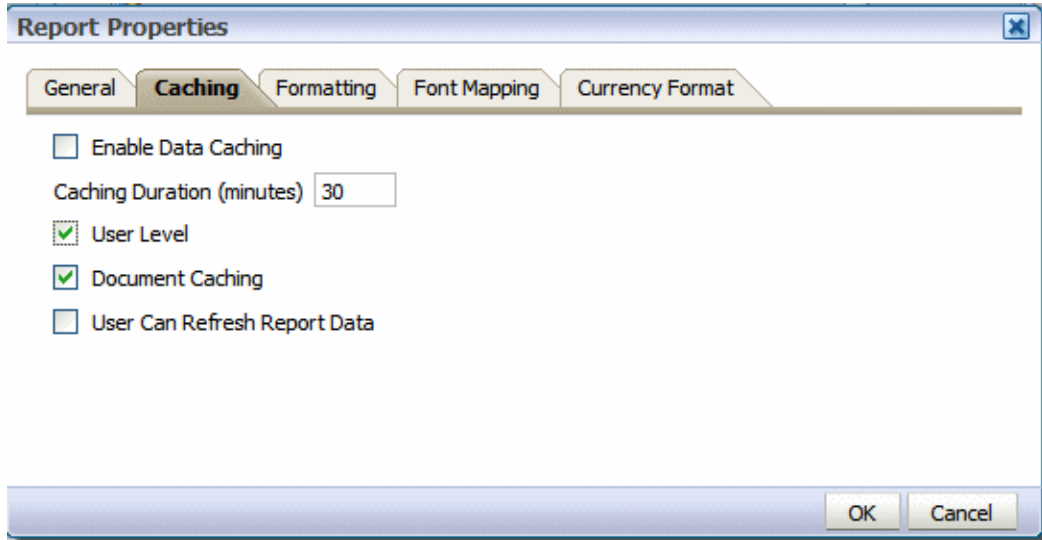 Report Properties
General Caching Formatting Font Mapping Currency Format
Enable Data Caching
Caching Duration (minutes) 30
User Level
Document Caching
User Can Refresh Report Data
OK Cancel